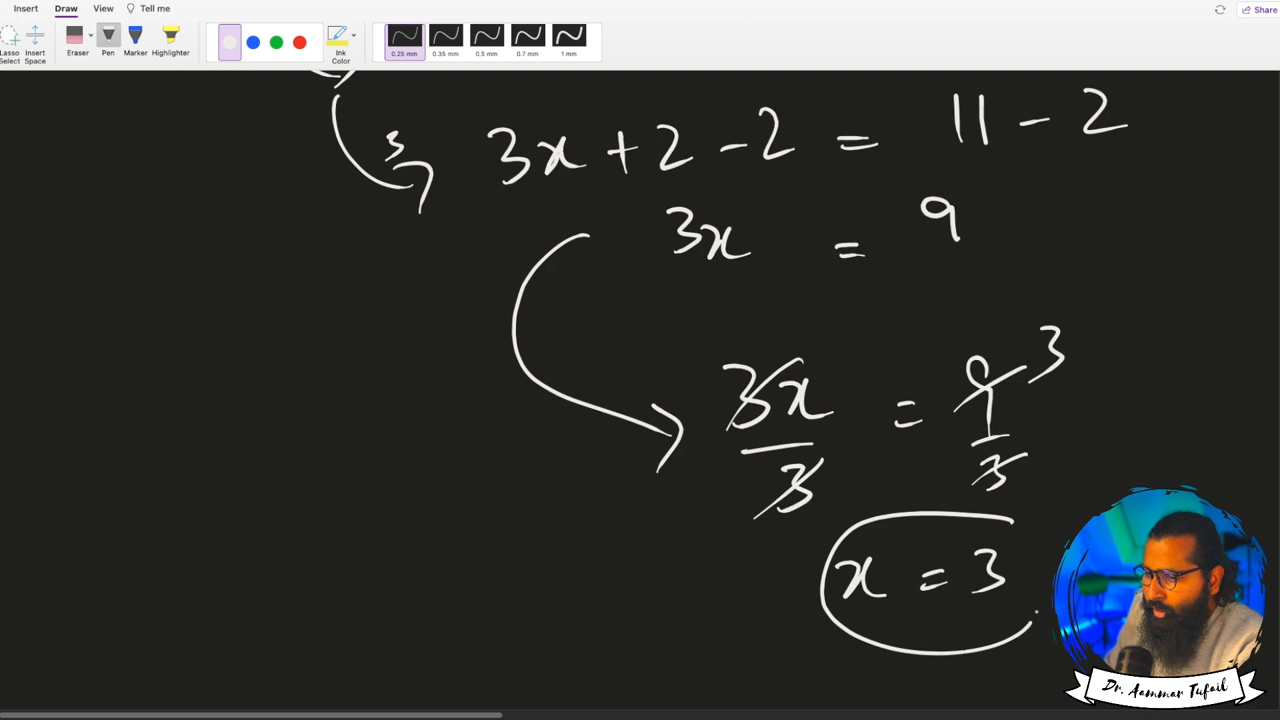 Insert Draw View Tell me Share
Lasso Select Insert Space Eraser Pen Marker Highlighter Ink Color 0.25 mm 0.35 mm 0.5 mm 0.7 mm 1 mm
3x + 2 - 2 = 11 - 2
3x = 9
3x/3 = 9/3 3
x = 3
Dr. Aammar Tufail